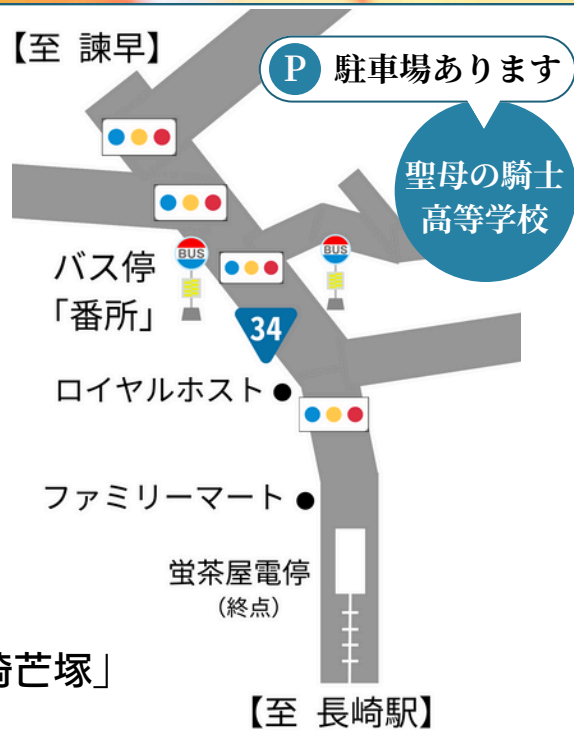 【至 諫早】
P 駐車場あります
聖母の騎士
高等学校
BUS
BUS
バス停
「番所」
34
ロイヤルホスト
ファミリーマート
蛍茶屋電停
(終点)
芒塚」
【至 長崎駅】